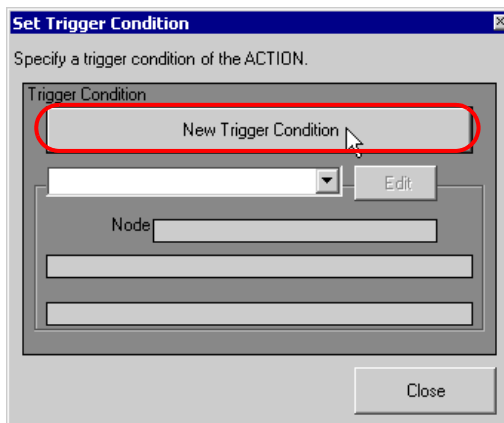 Set Trigger Condition
Specify a trigger condition of the ACTION.
Trigger Condition
New Trigger Condition
Edit
Node
Close